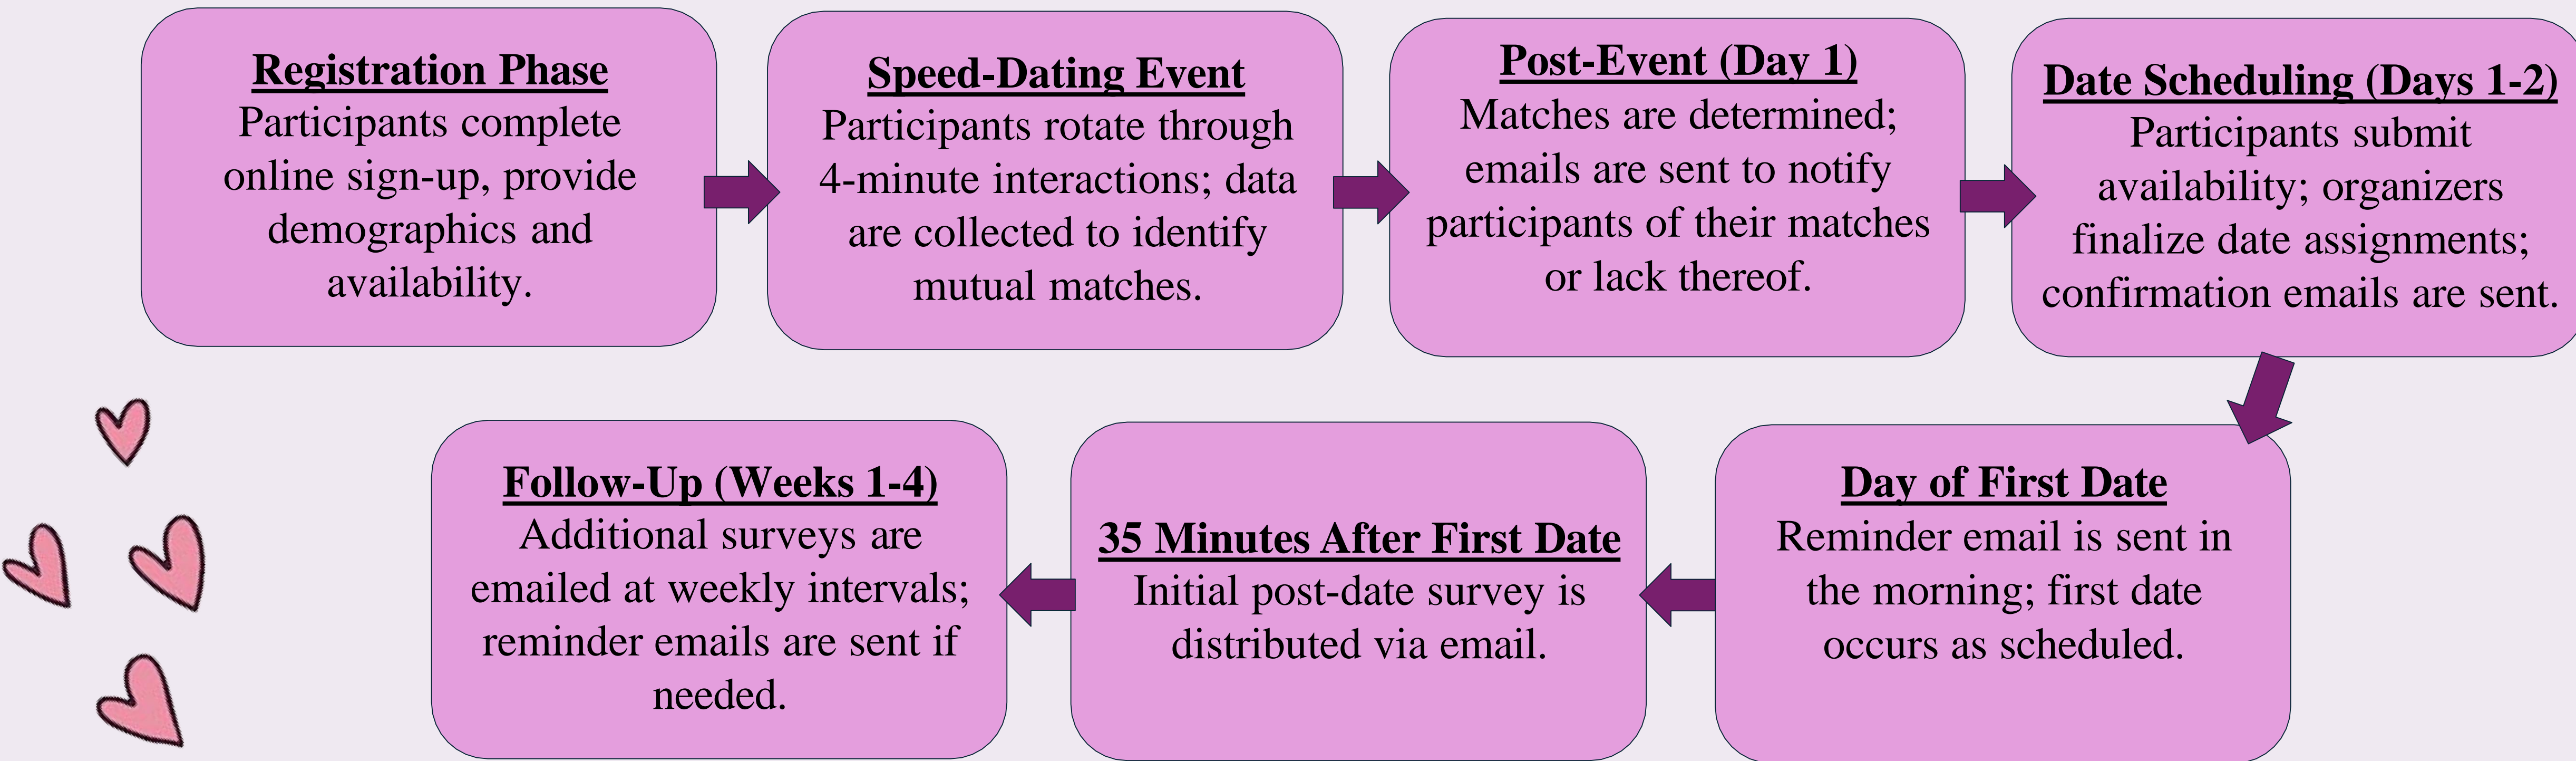 Registration Phase
Participants complete
online sign-up, provide
demographics and
availability.
Speed-Dating Event
Participants rotate through
4-minute interactions; data
are collected to identify
mutual matches.
Post-Event (Day 1)
Matches are determined;
emails are sent to notify
participants of their matches
or lack thereof.
Date Scheduling (Days 1-2)
Participants submit
availability; organizers
finalize date assignments;
confirmation emails are sent.
Day of First Date
Reminder email is sent in
the morning; first date
occurs as scheduled.
35 Minutes After First Date
Initial post-date survey is
distributed via email.
Follow-Up (Weeks 1-4)
Additional surveys are
emailed at weekly intervals;
reminder emails are sent if
needed.